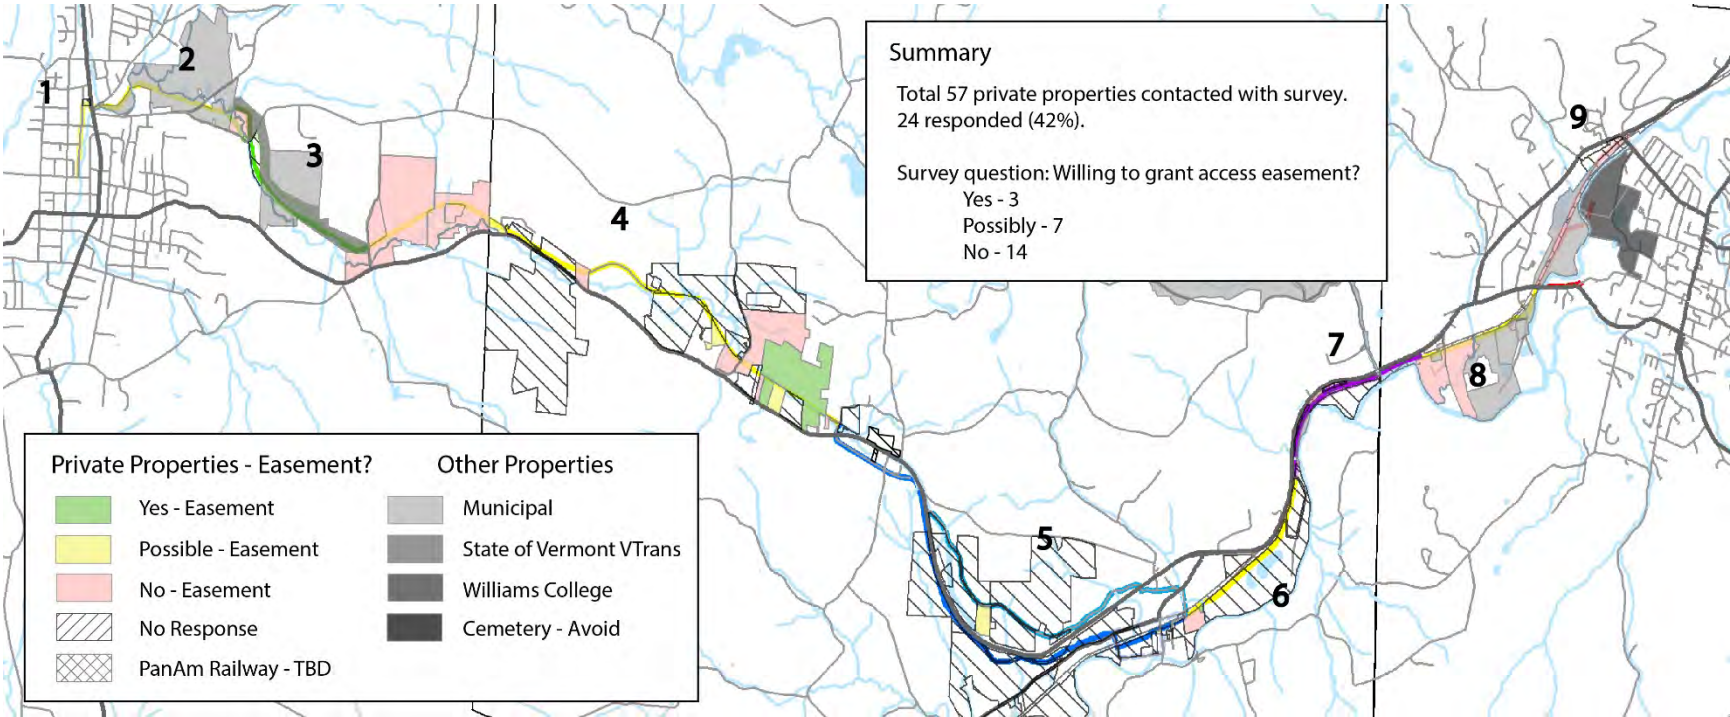 1
2
3
4
5
6
7
8
9
Summary
Total 57 private properties contacted with survey.
24 responded (42%).
Survey question: Willing to grant access easement?
Yes - 3
Possibly - 7
No - 14
Private Properties - Easement?
Yes - Easement
Possible - Easement
No - Easement
No Response
PanAm Railway - TBD
Other Properties
Municipal
State of Vermont VTrans
Williams College
Cemetery - Avoid